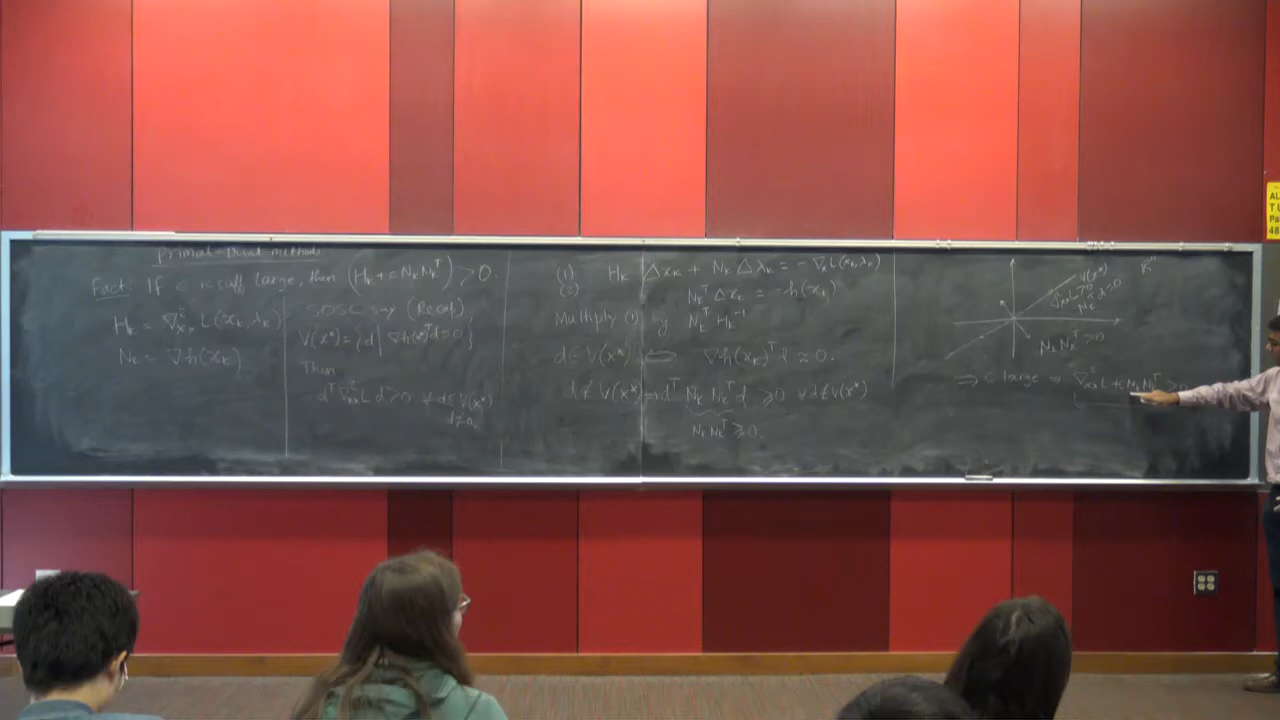 Primal-Dual methods
Fact: If c is suff large, then (H_k + c N_k N_k^T) > 0.
H_k = ∇²_xx L(x_k, λ_k)
N_k = ∇h(x_k)
SOSC say (Recall)
V(x*) = {d | ∇h(x*)^T d = 0}
Then
d^T ∇²_xx L d > 0 ∀ d ∈ V(x*)
d ≠ 0.
(1) H_k Δx_k + N_k Δλ_k = -∇_x L(x_k, λ_k)
(2) N_k^T Δx_k = -h(x_k)
Multiply (1) by N_k^T H_k^-1
d ∈ V(x*) ⇐ ∇h(x_k)^T d ≈ 0.
d ∉ V(x*) ⇒ d^T N_k N_k^T d ≥ 0 ∀ d ∉ V(x*)
N_k N_k^T ≥ 0.
V(x*)
R^n
N_k N_k^T > 0
⇒ c large ⇒ ∇²_xx L + c N_k N_k^T > 0
AL
T U
P
48